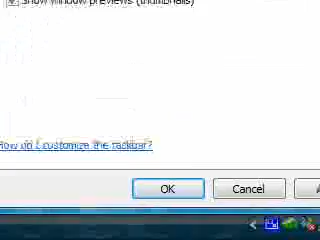 Show window previews (thumbnails)
How do I customize the taskbar?
OK
Cancel